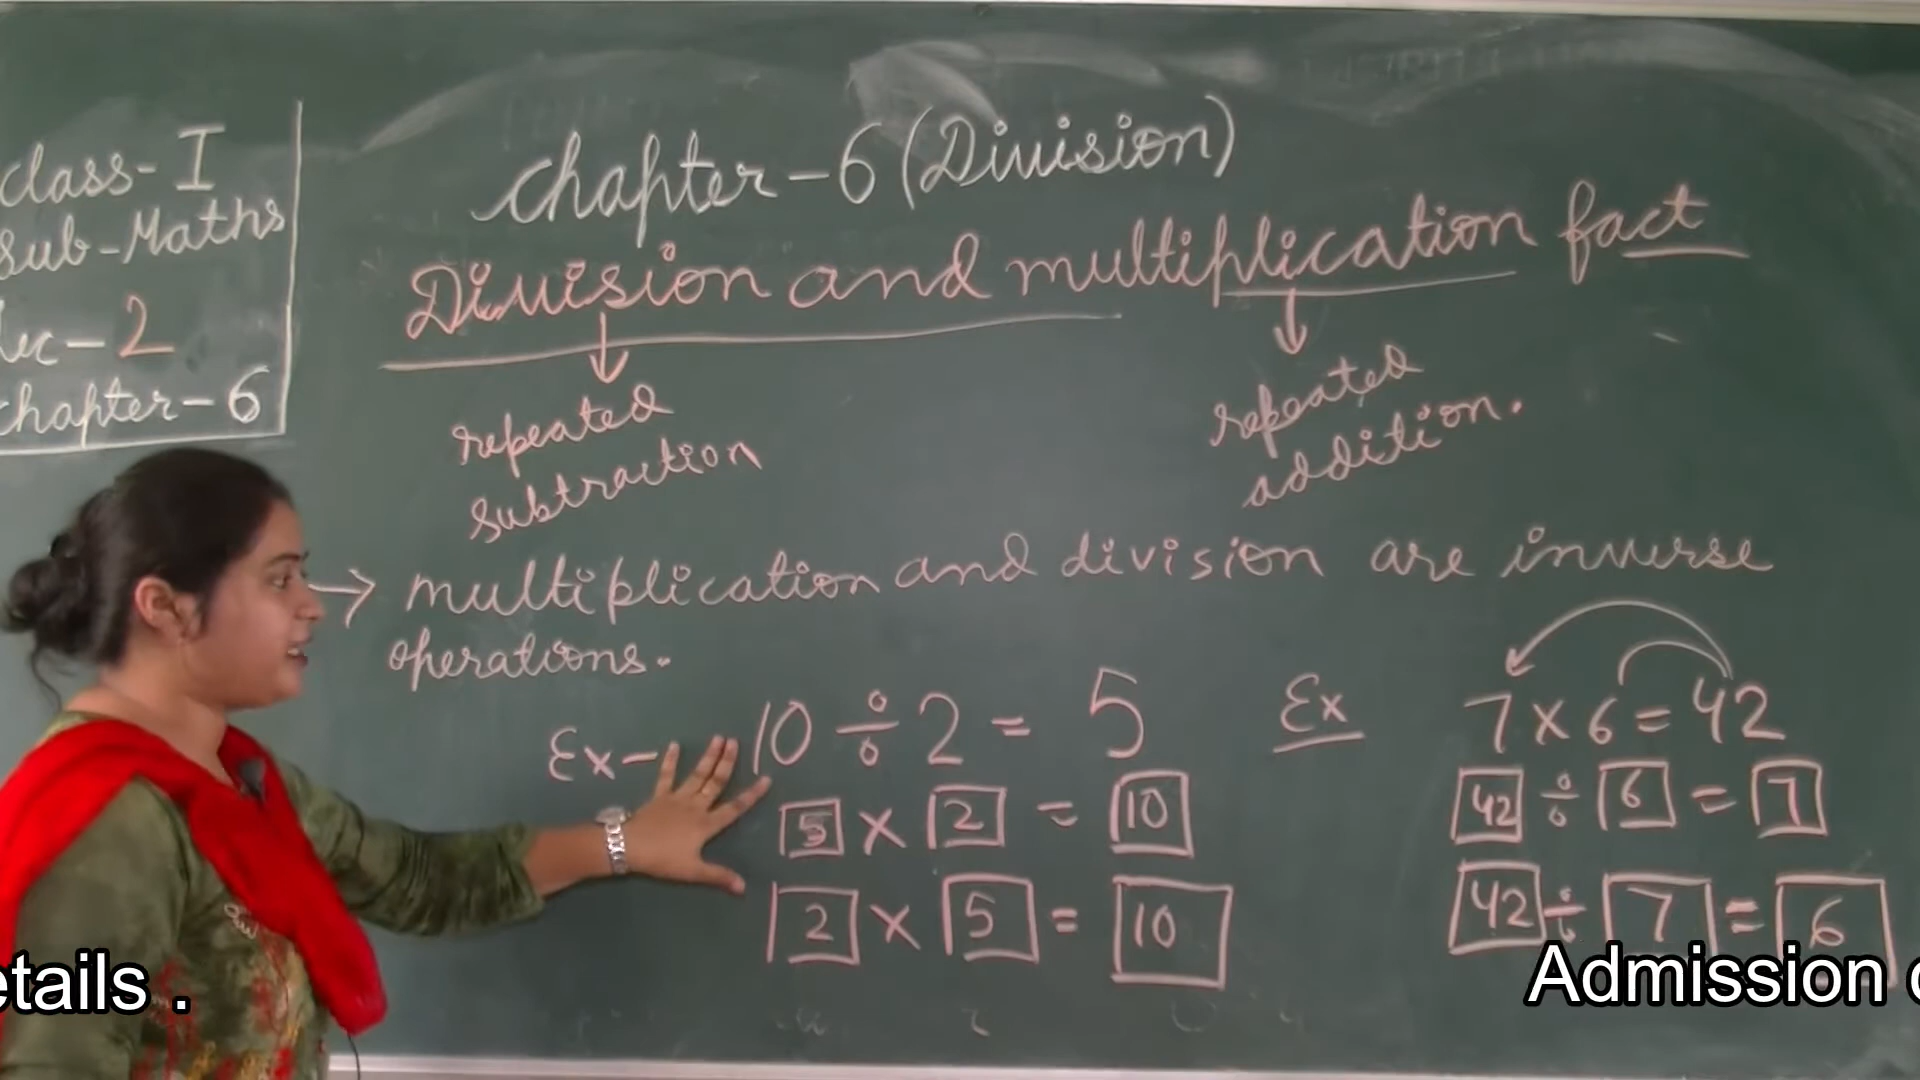 Class-I
Sub-Maths
Lec-2
Chapter-6
Chapter-6 (Division)
Division and multiplication fact
repeated
subtraction
repeated
addition.
→ multiplication and division are inverse
operations.
Ex- 10 ÷ 2 = 5
5 × 2 = 10
2 × 5 = 10
Ex
7 × 6 = 42
42 ÷ 6 = 7
42 ÷ 7 = 6
etails .
Admission